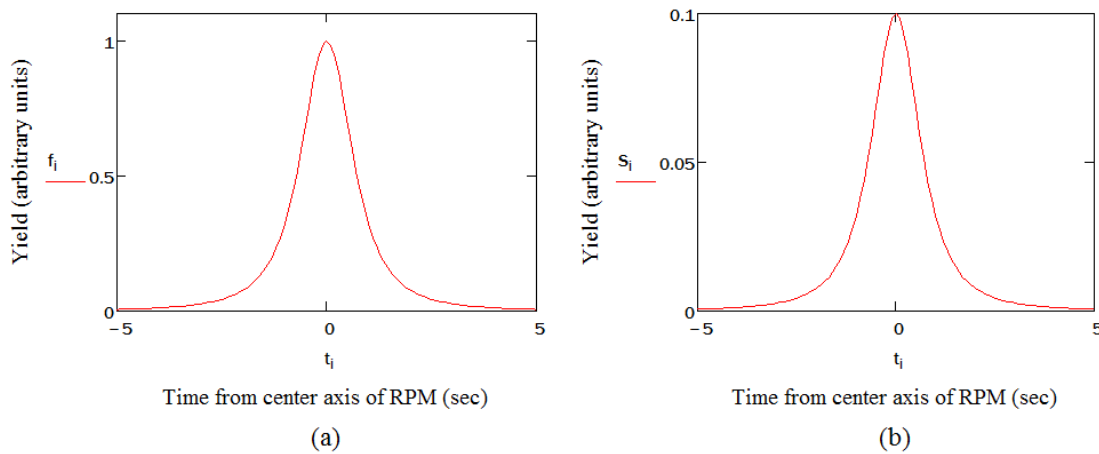 Yield (arbitrary units)
f_i
1
0.5
0
−5
0
5
t_i
Time from center axis of RPM (sec)
(a)
Yield (arbitrary units)
S_i
0.1
0.05
0
−5
0
5
t_i
Time from center axis of RPM (sec)
(b)